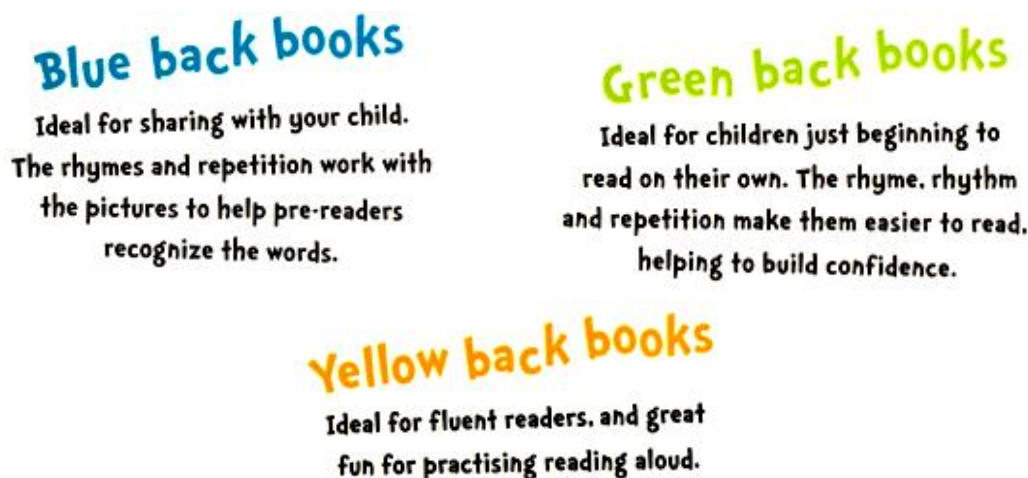 Blue back books
Ideal for sharing with your child.
The rhymes and repetition work with
the pictures to help pre-readers
recognize the words.
Green back books
Ideal for children just beginning to
read on their own. The rhyme, rhythm
and repetition make them easier to read,
helping to build confidence.
Yellow back books
Ideal for fluent readers, and great
fun for practising reading aloud.